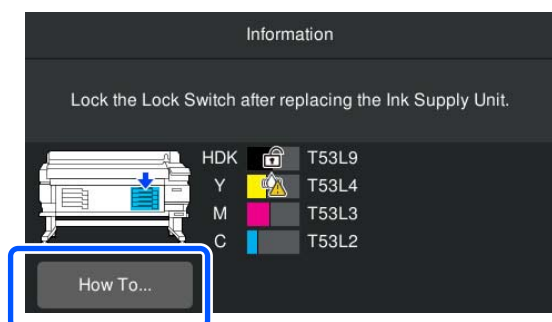 Information
Lock the Lock Switch after replacing the Ink Supply Unit.
HDK T53L9
Y T53L4
M T53L3
C T53L2
How To...